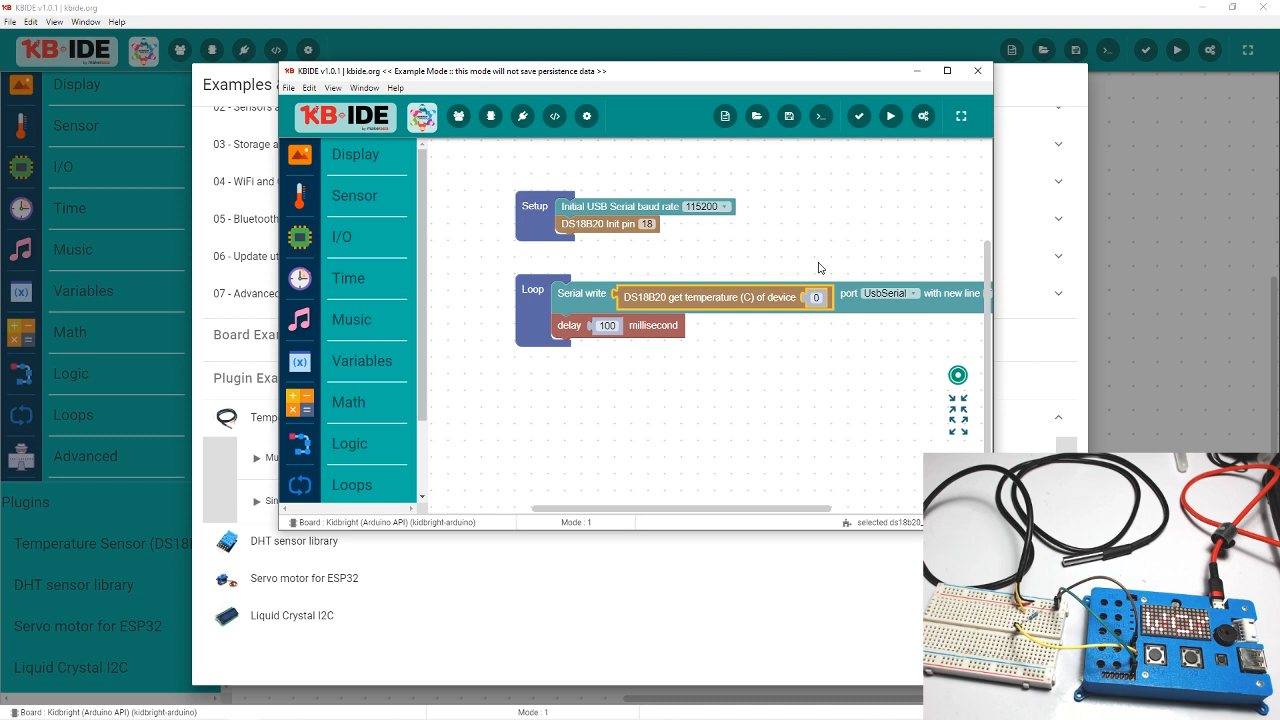 KBIDE v1.0.1 | kbide.org
File Edit View Window Help
KB IDE
by makerasia
Display
Sensor
I/O
Time
Music
Variables
Math
Logic
Loops
Advanced
Plugins
Temperature Sensor (DS18
DHT sensor library
Servo motor for ESP32
Liquid Crystal I2C
Board : Kidbright (Arduino API) (kidbright-arduino)
Mode : 1
Examples
02 - Sensors a
03 - Storage a
04 - WiFi and
05 - Bluetooth
06 - Update ut
07 - Advanced
Board Exa
Plugin Exa
Tempe
Mu
Sin
DHT sensor library
Servo motor for ESP32
Liquid Crystal I2C
KBIDE v1.0.1 | kbide.org << Example Mode :: this mode will not save persistence data >>
File Edit View Window Help
KB IDE
Display
Sensor
I/O
Time
Music
Variables
Math
Logic
Loops
Setup
Initial USB Serial baud rate 115200
DS18B20 Init pin 18
Loop
Serial write DS18B20 get temperature (C) of device 0 port UsbSerial with new line
delay 100 millisecond
Board : Kidbright (Arduino API) (kidbright-arduino)
Mode : 1
selected ds18b20_